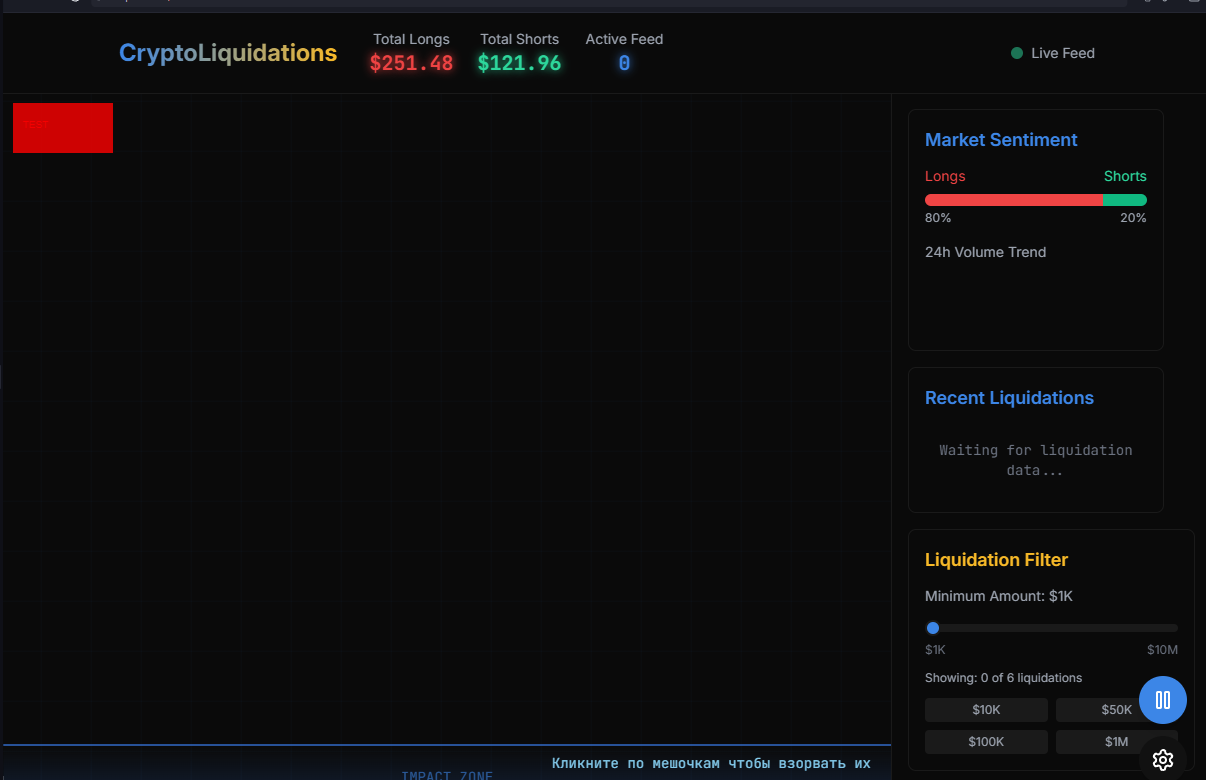 CryptoLiquidations
Total Longs
$251.48
Total Shorts
$121.96
Active Feed
0
Live Feed
TEST
Market Sentiment
Longs
Shorts
80%
20%
24h Volume Trend
Recent Liquidations
Waiting for liquidation
data...
Liquidation Filter
Minimum Amount: $1K
$1K
$10M
Showing: 0 of 6 liquidations
$10K
$50K
$100K
$1M
Кликните по мешочкам чтобы взорвать их
IMPACT ZONE